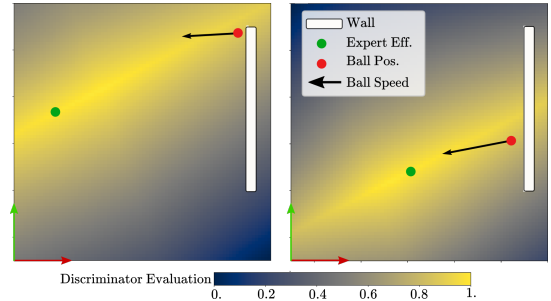 Wall
Expert Eff.
Ball Pos.
Ball Speed
Discriminator Evaluation
0. 0.2 0.4 0.6 0.8 1.